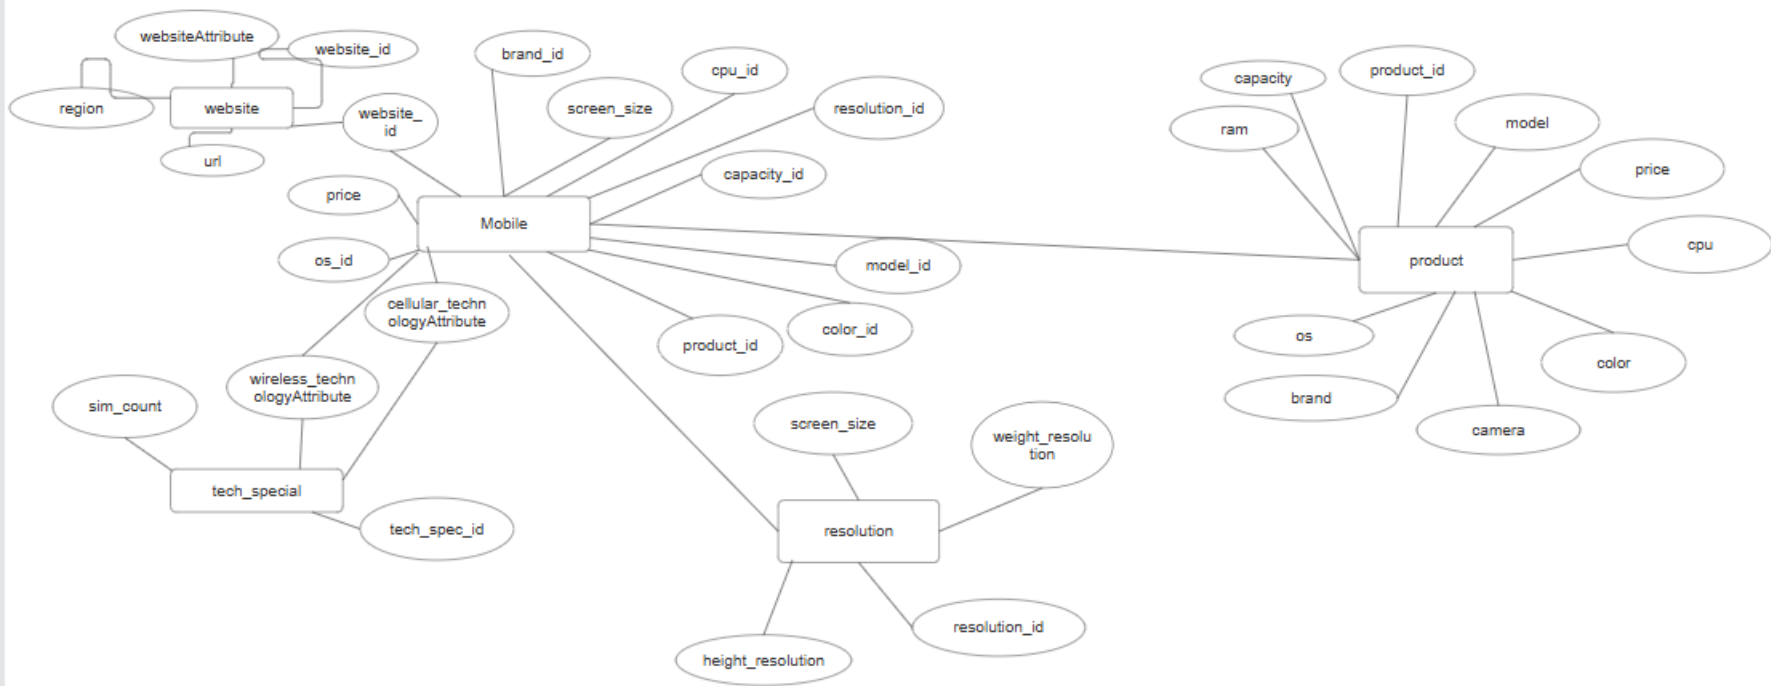 websiteAttribute
website_id
region
website
url
website_
id
brand_id
cpu_id
screen_size
resolution_id
capacity_id
price
Mobile
os_id
model_id
cellular_techn
ologyAttribute
color_id
product_id
wireless_techn
ologyAttribute
sim_count
tech_special
tech_spec_id
screen_size
weight_resolu
tion
resolution
resolution_id
height_resolution
capacity
product_id
ram
model
price
cpu
product
os
color
brand
camera